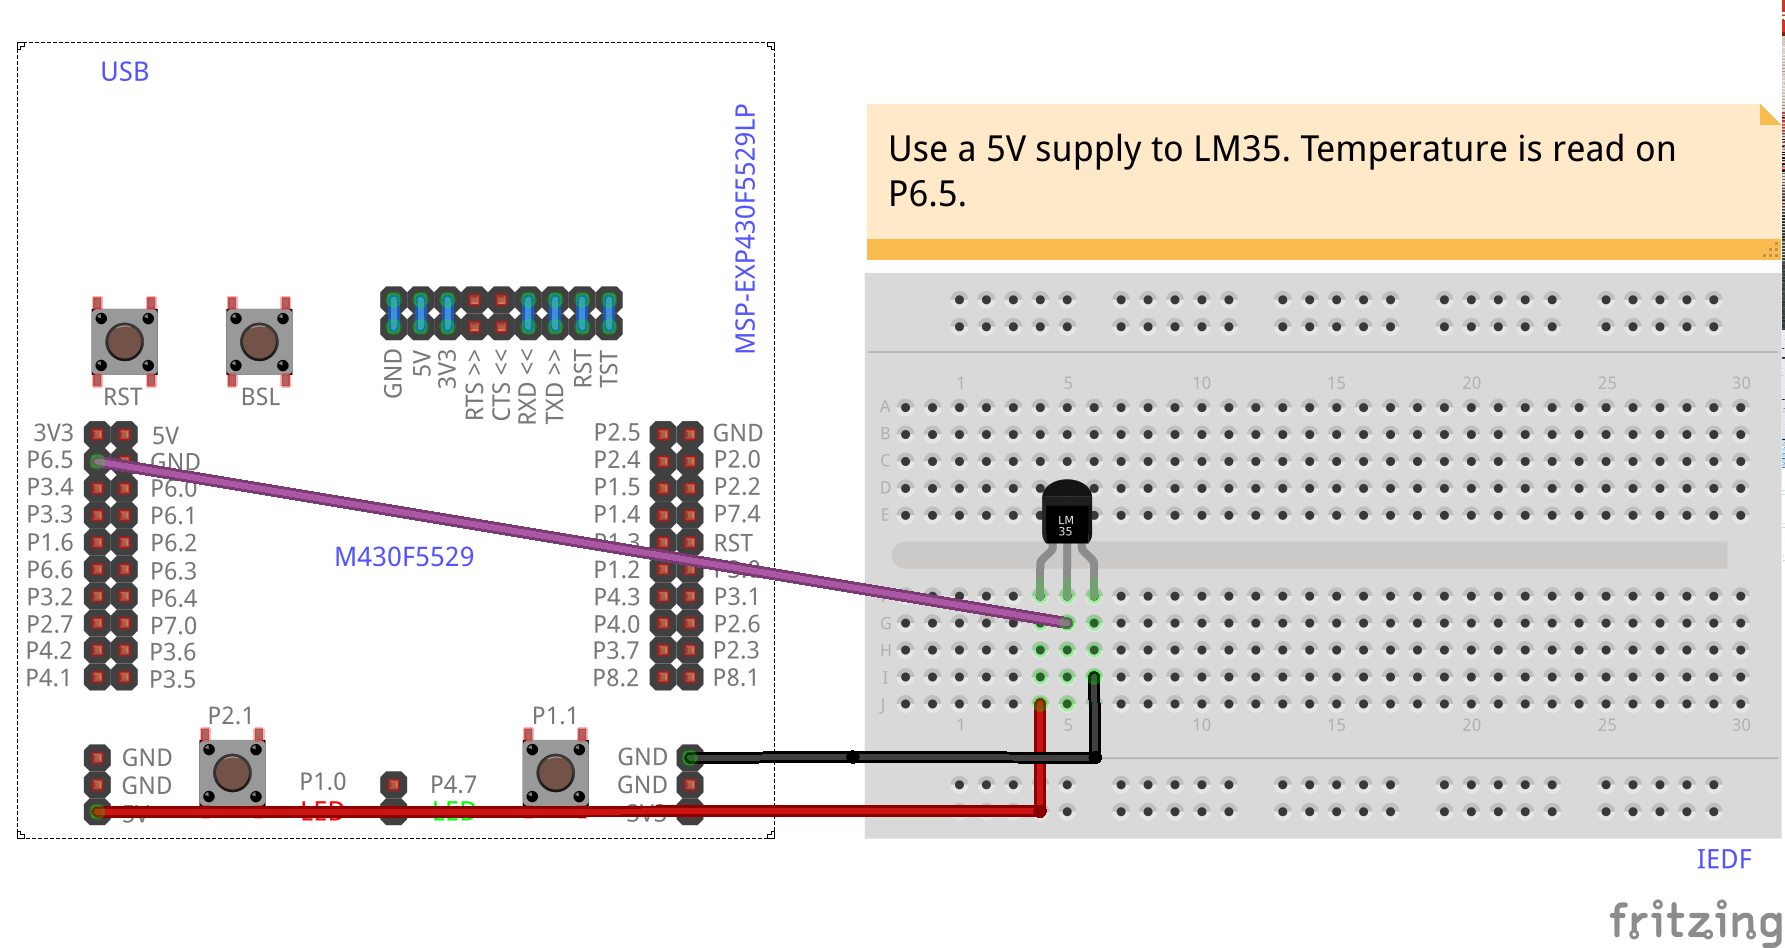 USB
MSP-EXP430F5529LP
Use a 5V supply to LM35. Temperature is read on
P6.5.
RST
BSL
GND
5V
3V3
RTS >>
CTS <<
RXD <<
TXD >>
RST
TST
3V3 5V
P6.5 GND
P3.4 P6.0
P3.3 P6.1
P1.6 P6.2
P6.6 P6.3
P3.2 P6.4
P2.7 P7.0
P4.2 P3.6
P4.1 P3.5
M430F5529
P2.5 GND
P2.4 P2.0
P1.5 P2.2
P1.4 P7.4
P1.3 RST
P1.2
P4.3 P3.1
P4.0 P2.6
P3.7 P2.3
P8.2 P8.1
P2.1
P1.1
GND
GND
5V
P1.0
LED
P4.7
LED
GND
GND
3V3
1 5 10 15 20 25 30
A
B
C
D
E
G
H
I
J
1 5 10 15 20 25 30
LM
35
IEDF
fritzing